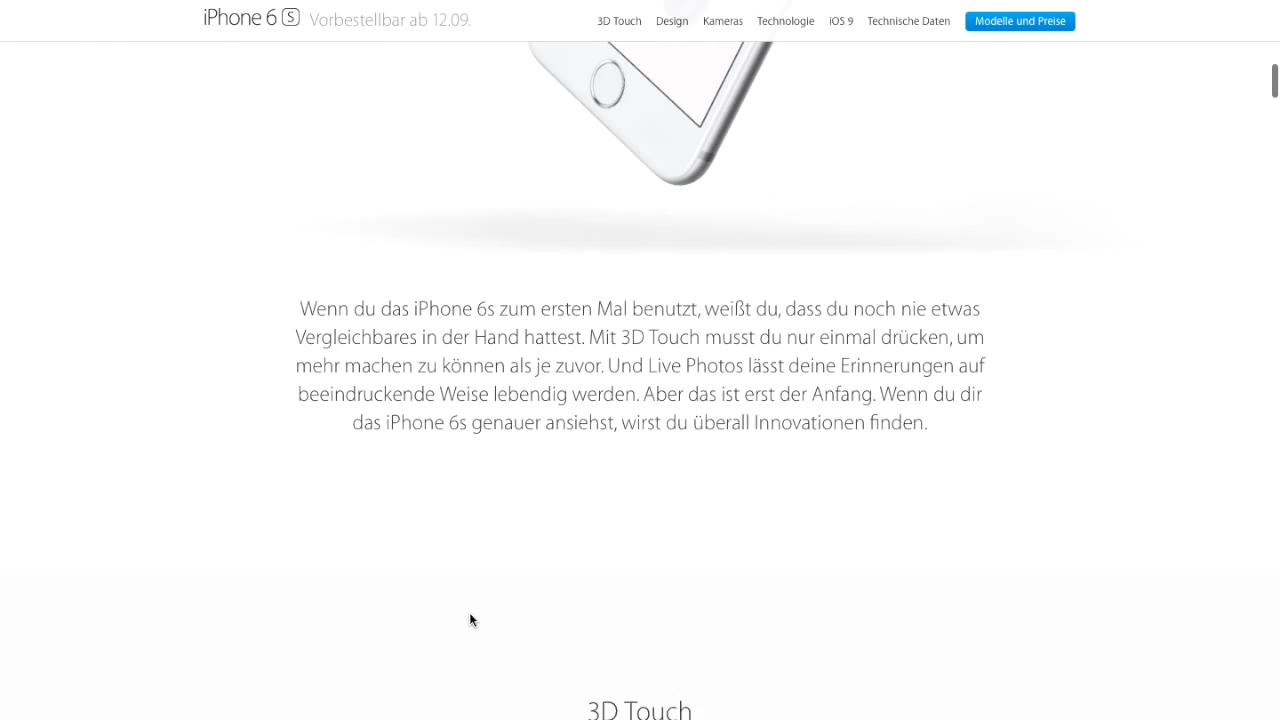 iPhone 6 S Vorbestellbar ab 12.09.
3D Touch Design Kameras Technologie iOS 9 Technische Daten Modelle und Preise
Wenn du das iPhone 6s zum ersten Mal benutzt, weißt du, dass du noch nie etwas
Vergleichbares in der Hand hattest. Mit 3D Touch musst du nur einmal drücken, um
mehr machen zu können als je zuvor. Und Live Photos lässt deine Erinnerungen auf
beeindruckende Weise lebendig werden. Aber das ist erst der Anfang. Wenn du dir
das iPhone 6s genauer ansiehst, wirst du überall Innovationen finden.
3D Touch